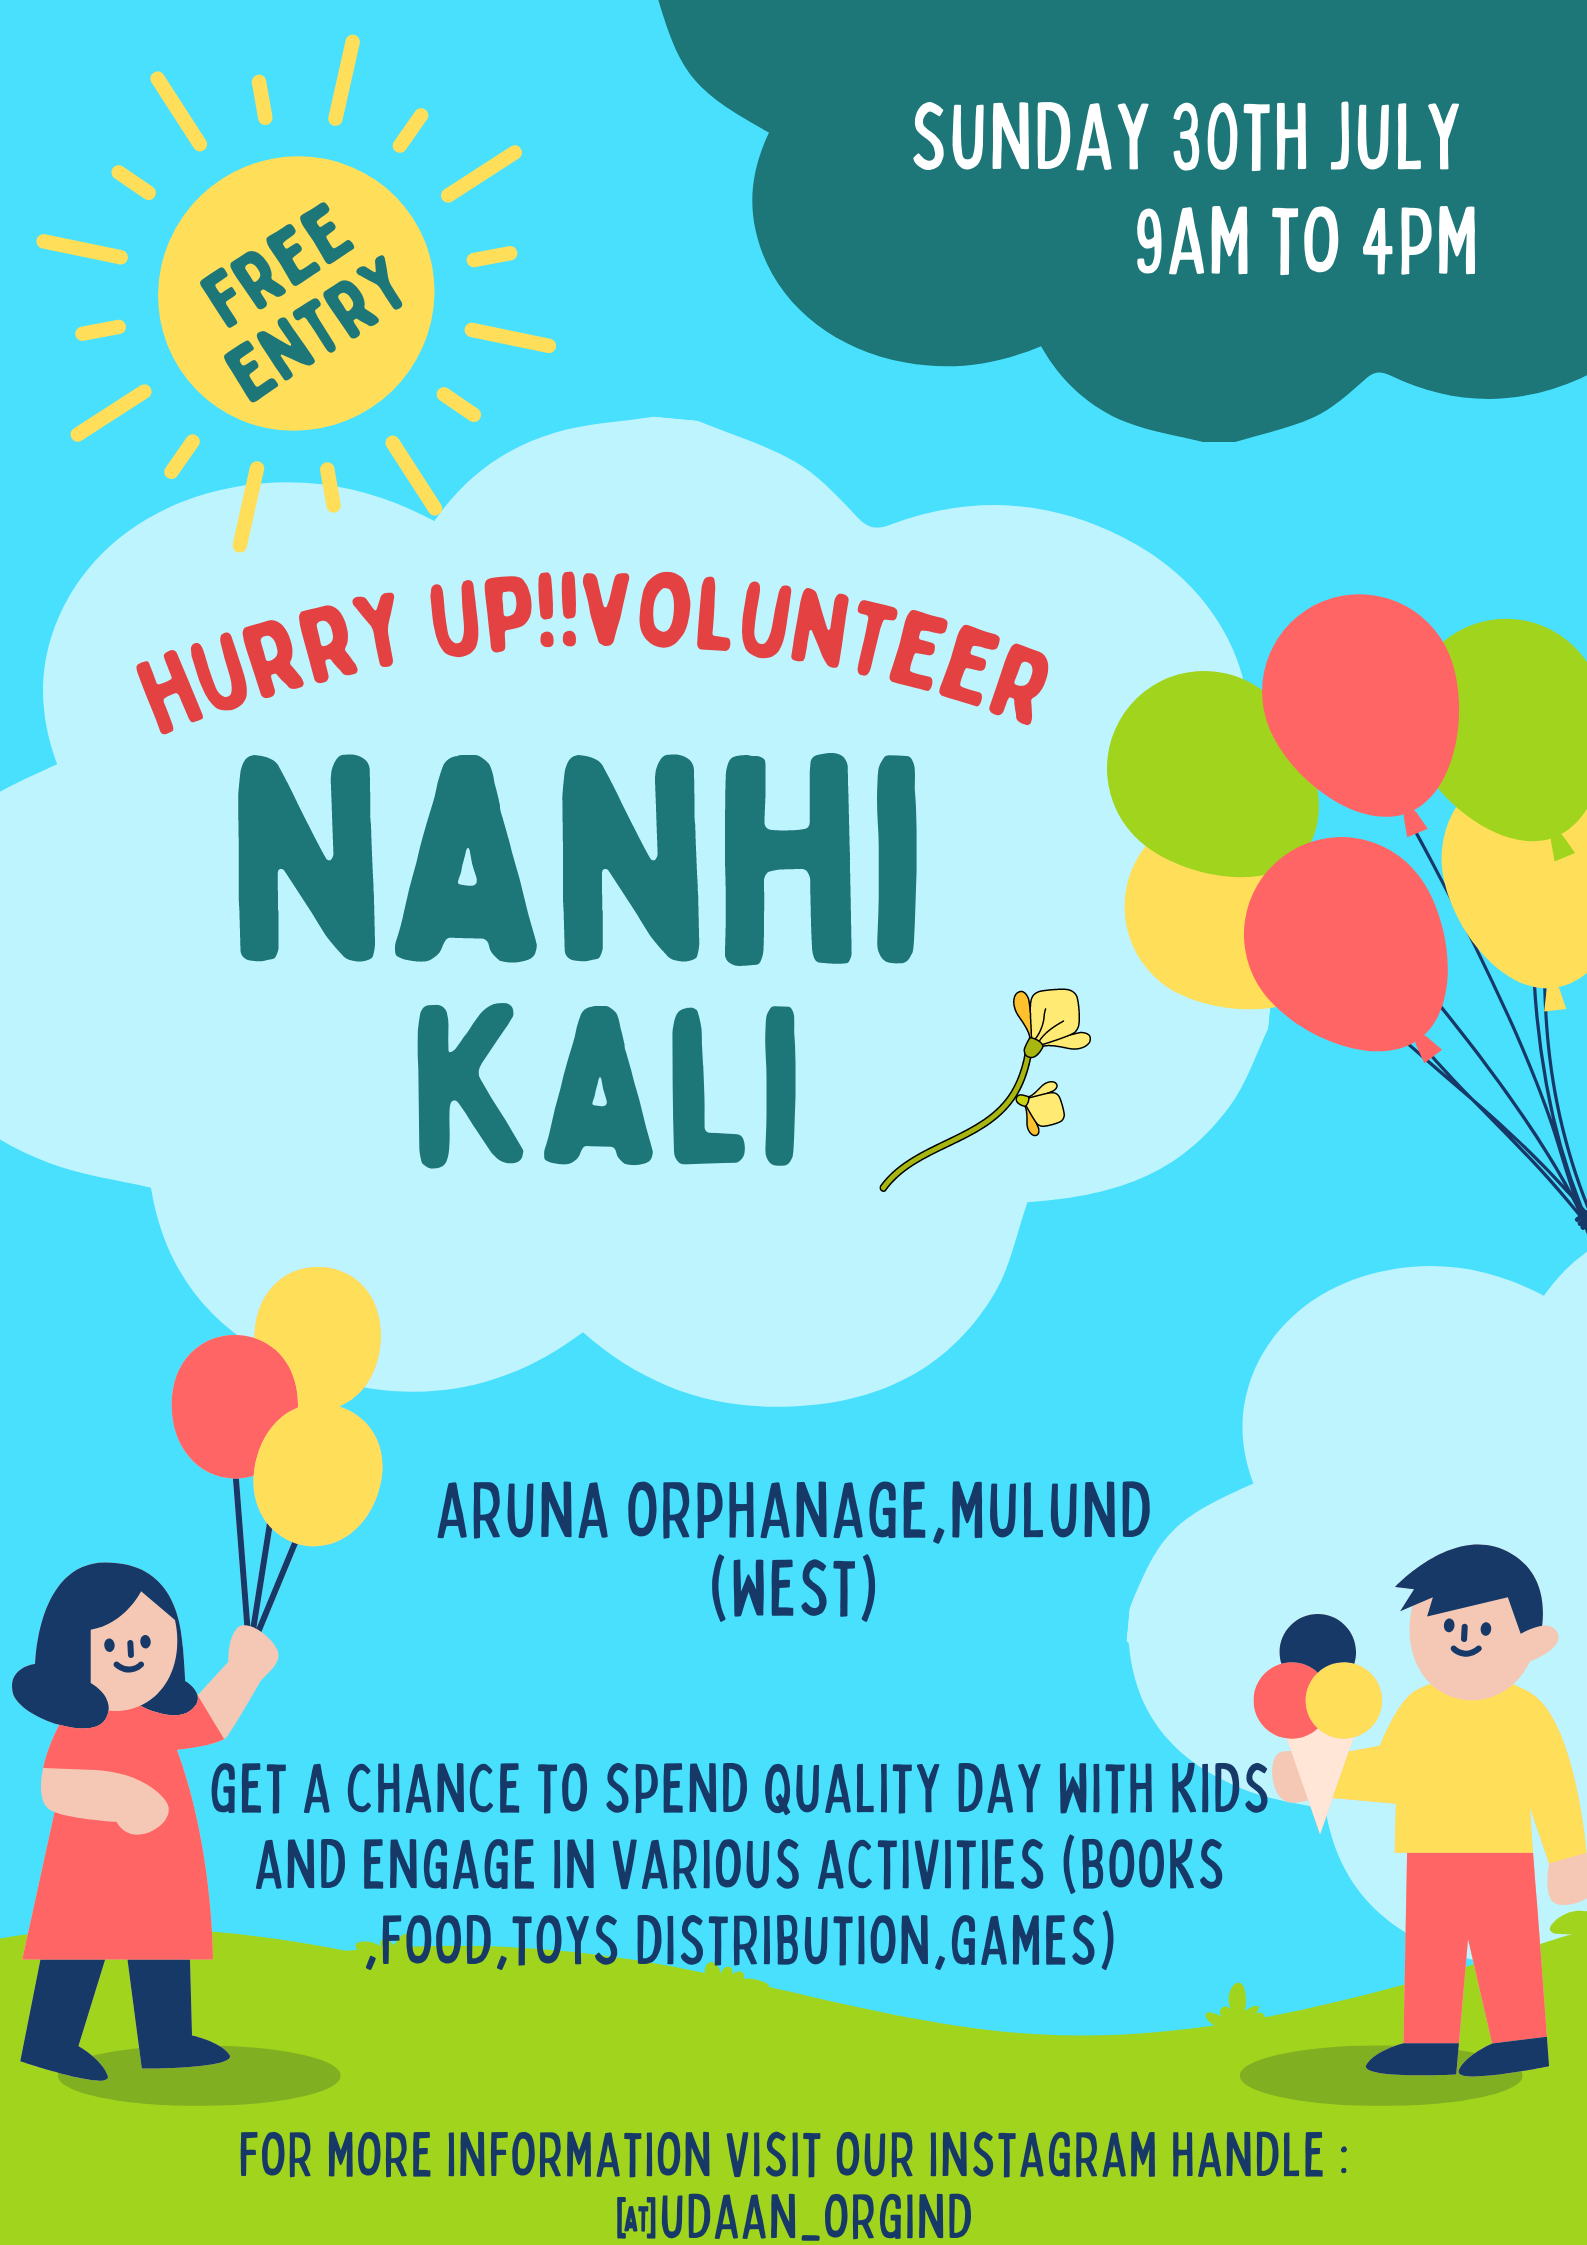 FREE
ENTRY
SUNDAY 30TH JULY
9AM TO 4PM
HURRY UP!!VOLUNTEER
NANHI
KALI
ARUNA ORPHANAGE,MULUND
(WEST)
GET A CHANCE TO SPEND QUALITY DAY WITH KIDS
AND ENGAGE IN VARIOUS ACTIVITIES (BOOKS
,FOOD,TOYS DISTRIBUTION,GAMES)
FOR MORE INFORMATION VISIT OUR INSTAGRAM HANDLE :
[AT]UDAAN_ORGIND